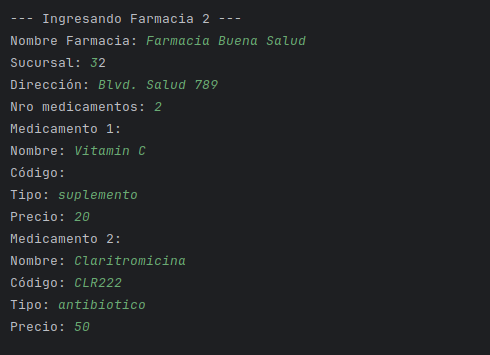 --- Ingresando Farmacia 2 ---
Nombre Farmacia: Farmacia Buena Salud
Sucursal: 32
Dirección: Blvd. Salud 789
Nro medicamentos: 2
Medicamento 1:
Nombre: Vitamin C
Código:
Tipo: suplemento
Precio: 20
Medicamento 2:
Nombre: Claritromicina
Código: CLR222
Tipo: antibiotico
Precio: 50